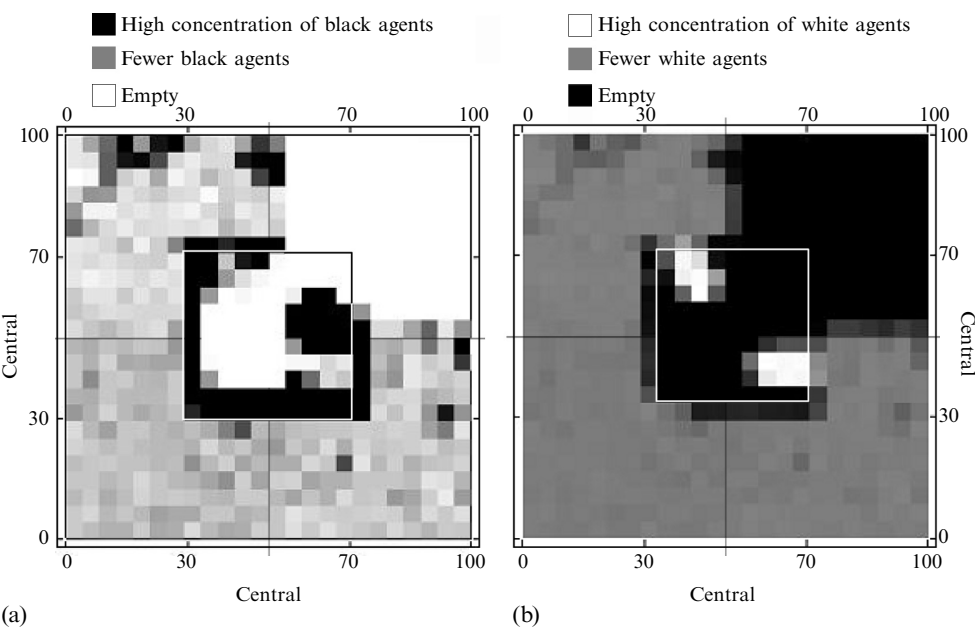 High concentration of black agents
Fewer black agents
Empty
0 30 70 100
100
70
30
0
Central
0 30 70 100
Central
(a)
High concentration of white agents
Fewer white agents
Empty
0 30 70 100
100
70
30
0
Central
0 30 70 100
Central
(b)